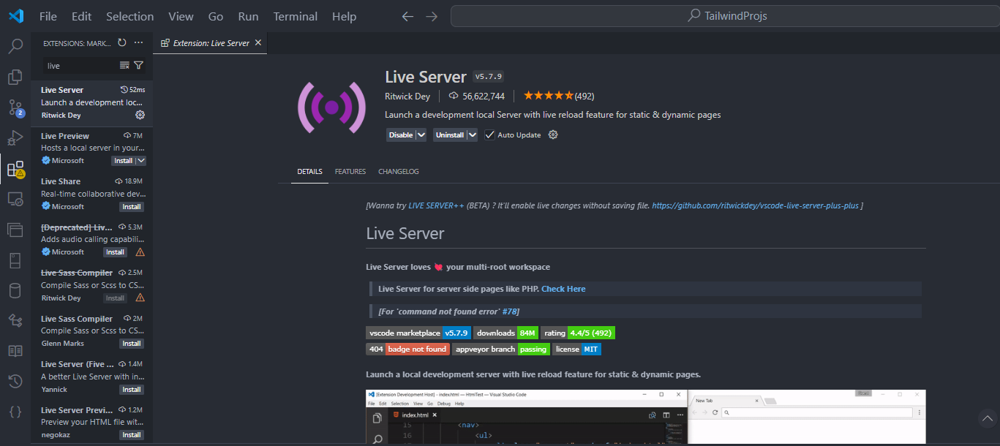 File Edit Selection View Go Run Terminal Help
TailwindProjs
EXTENSIONS: MARK...
live
Live Server 52ms
Launch a development loc...
Ritwick Dey
Live Preview 7M
Hosts a local server in your...
Microsoft Install
Live Share 18.9M
Real-time collaborative dev...
Microsoft Install
[Deprecated] Liv... 5.3M
Adds audio calling capabili...
Microsoft Install
Live Sass Compiler 2.5M
Compile Sass or Scss to CS...
Ritwick Dey Install
Live Sass Compiler 2M
Compile Sass or Scss to CS...
Glenn Marks Install
Live Server (Five ... 1.4M
A better Live Server with in...
Yannick Install
Live Server Previ... 1.2M
Preview your HTML file wit...
negokaz Install
2
Extension: Live Server
Live Server v5.7.9
Ritwick Dey 56,622,744 (492)
Launch a development local Server with live reload feature for static & dynamic pages
Disable Uninstall Auto Update
DETAILS FEATURES CHANGELOG
[Wanna try LIVE SERVER++ (BETA) ? It'll enable live changes without saving file. https://github.com/ritwickdey/vscode-live-server-plus-plus ]
Live Server
Live Server loves your multi-root workspace
Live Server for server side pages like PHP. Check Here
[For 'command not found error' #78]
vscode marketplace v5.7.9 downloads 84M rating 4.4/5 (492)
404 badge not found appveyor branch passing license MIT
Launch a local development server with live reload feature for static & dynamic pages.
[Extension Development Host] - index.html — HtmlTest — Visual Studio Code
File Edit Selection View Go Debug Help
index.html
15 <nav>
16 <ul>
New Tab